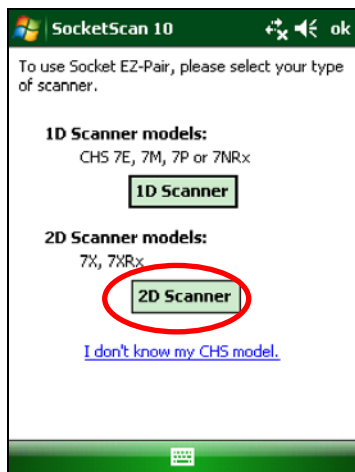 SocketScan 10 ok
To use Socket EZ-Pair, please select your type
of scanner.
1D Scanner models:
CHS 7E, 7M, 7P or 7NRx
1D Scanner
2D Scanner models:
7X, 7XRx
2D Scanner
I don't know my CHS model.